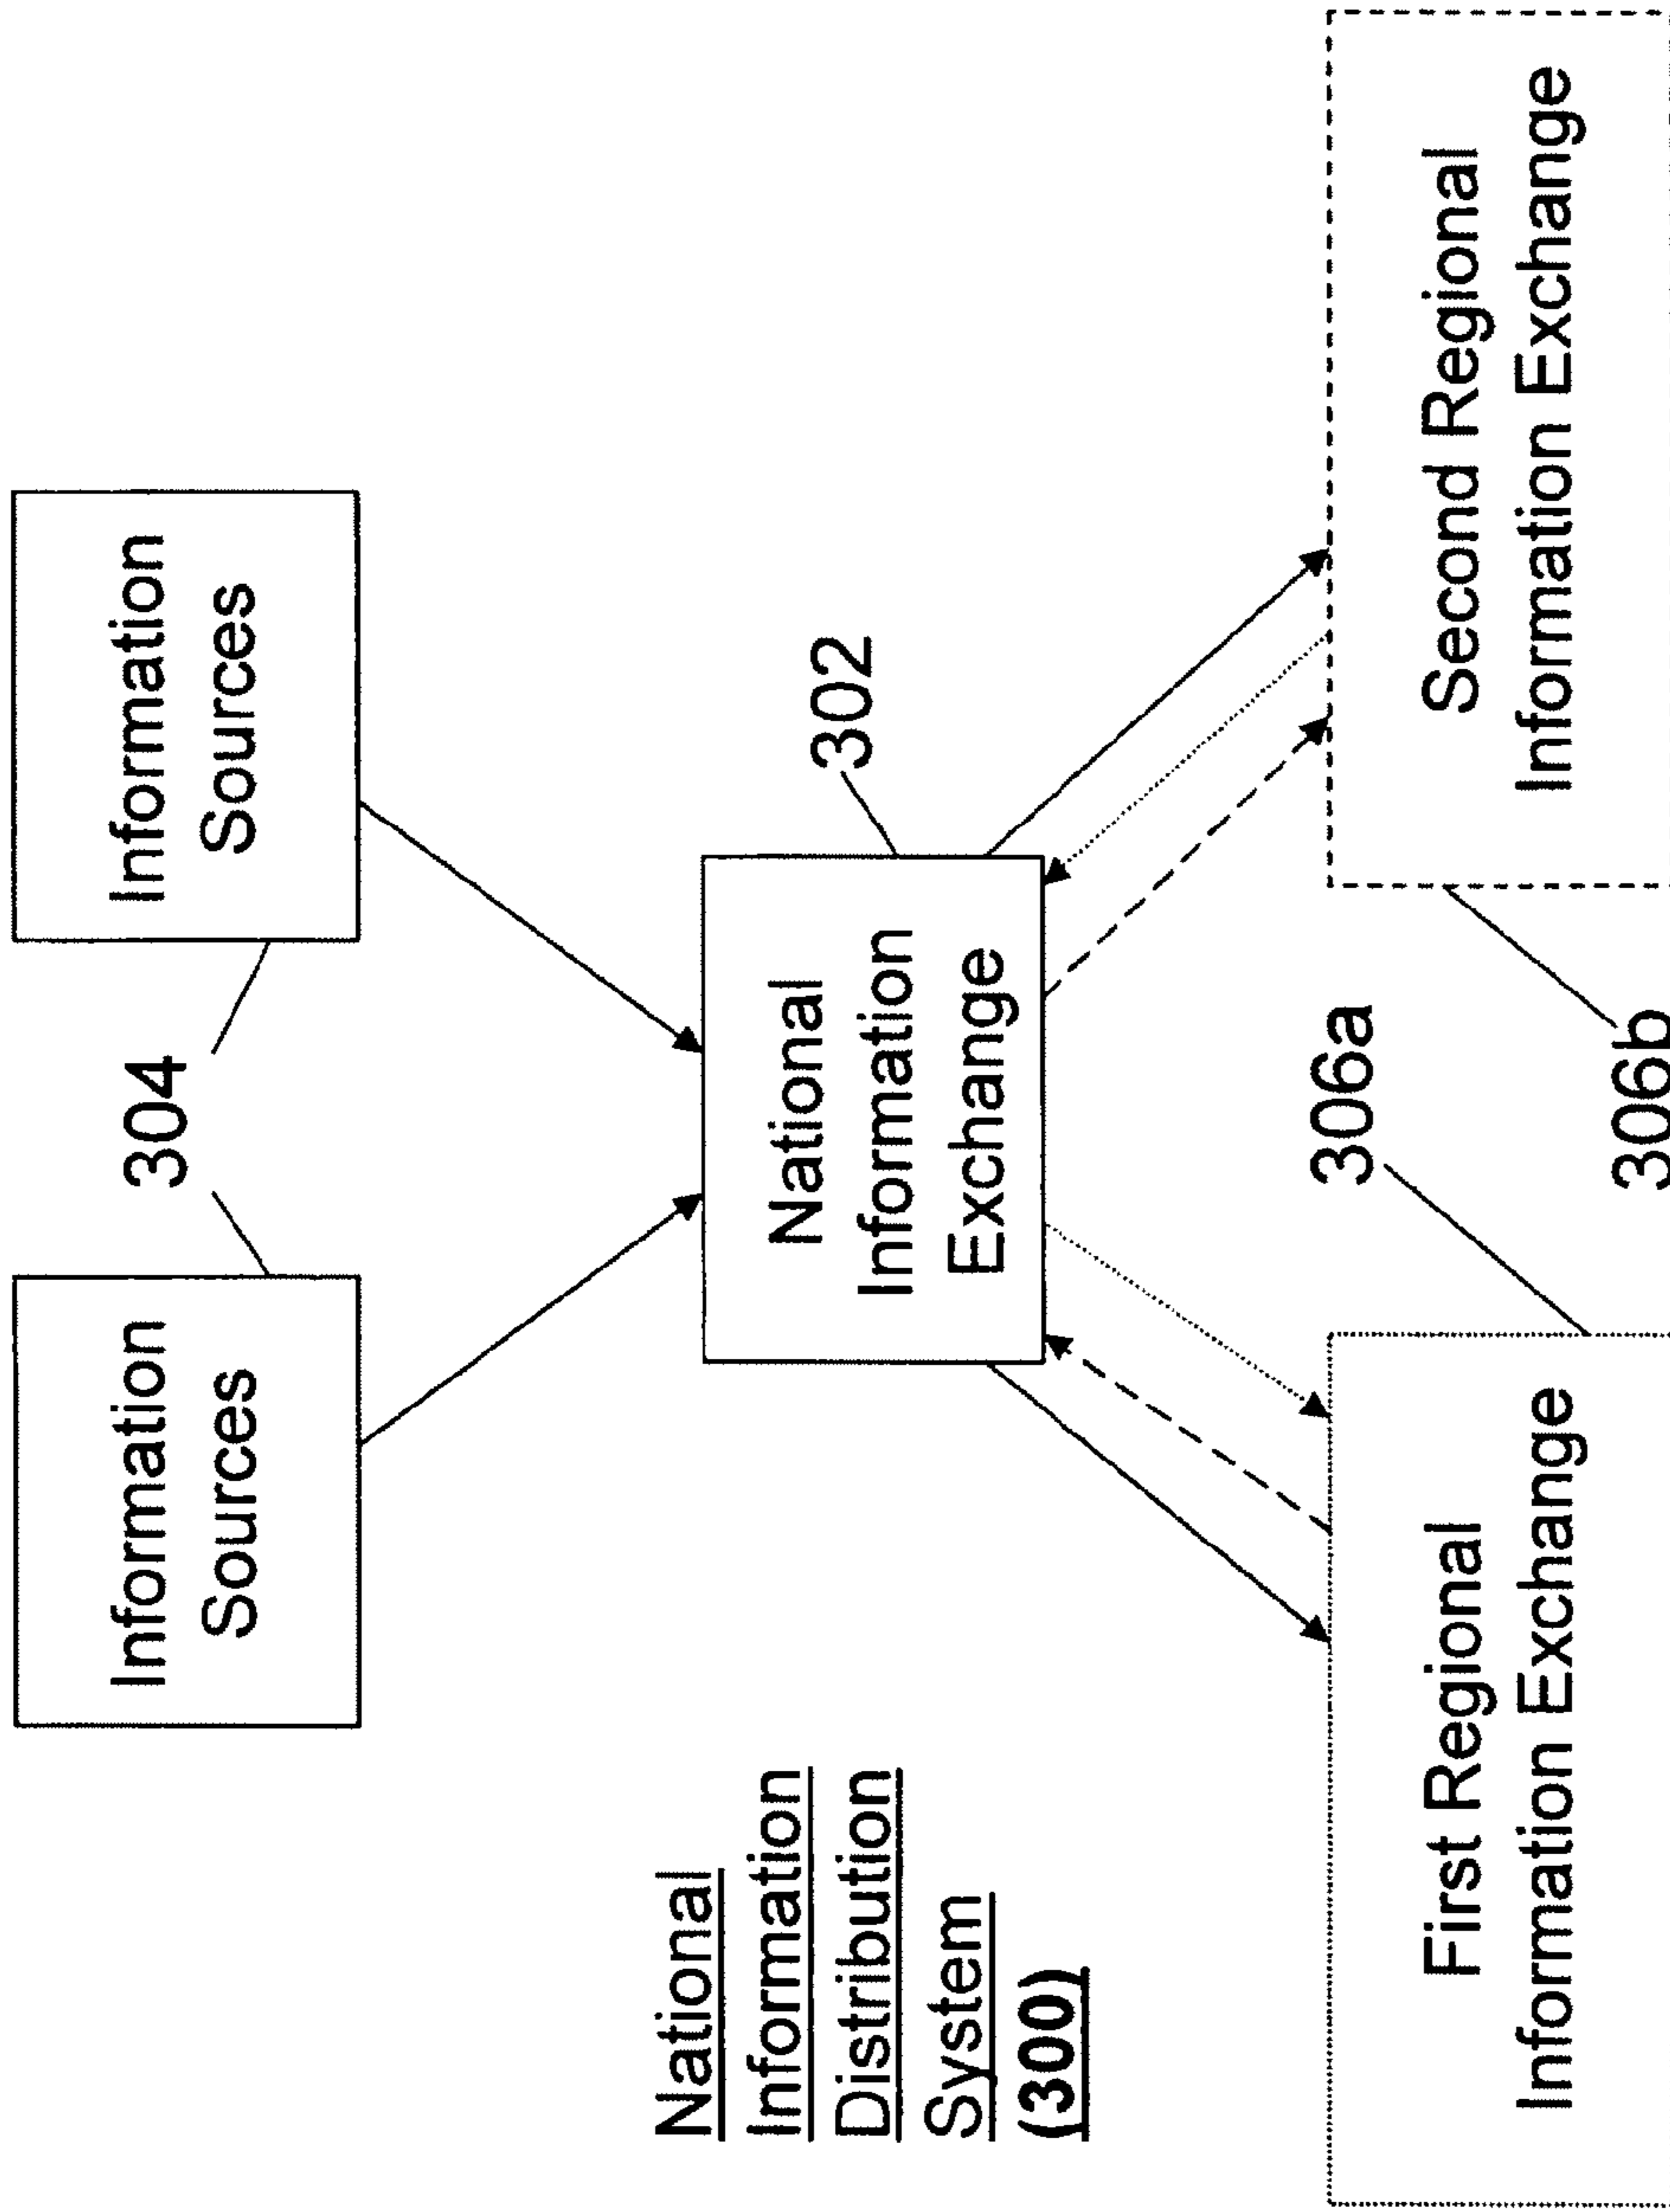 Information
Sources
304
Information
Sources
National
Information
Distribution
System
(300)
National
Information
Exchange
302
First Regional
Information Exchange
306a
306b
Second Regional
Information Exchange